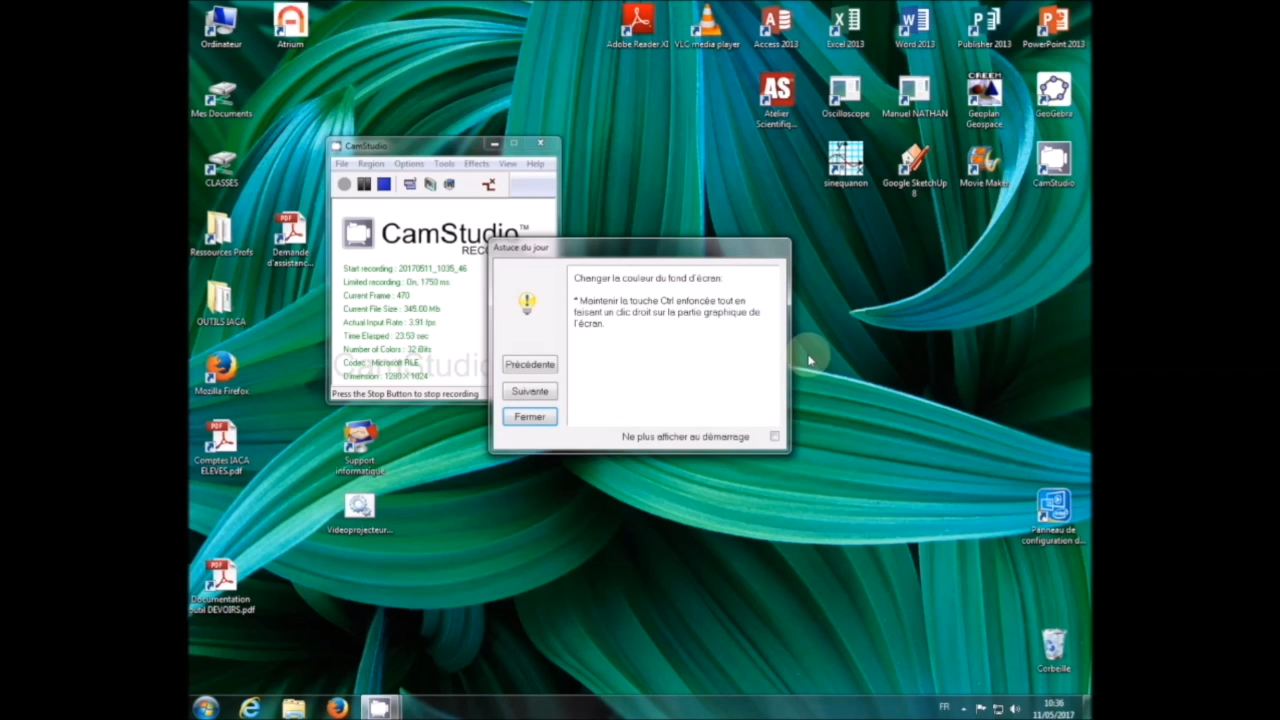 Ordinateur
Atrium
Adobe Reader XI
VLC media player
Access 2013
Excel 2013
Word 2013
Publisher 2013
PowerPoint 2013
Mes Documents
Atelier
Scientifiq...
Oscilloscope
Manuel NATHAN
Geoplan
Geospace
GeoGebra
CLASSES
sinequanon
Google SketchUp
8
Movie Maker
CamStudio
Ressources Profs
Demande
d'assistanc...
OUTILS IACA
Mozilla Firefox
Comptes IACA
ELEVES.pdf
Support
informatique
Videoprojecteur...
Documentation
outil DEVOIRS.pdf
Panneau de
configuration d...
Corbeille
CamStudio
File Region Options Tools Effects View Help
CamStudio™
Start recording : 20170511_1035_46
Limited recording : On, 1750 ms
Current Frame : 470
Current File Size : 345.00 Mb
Actual Input Rate : 3.91 fps
Time Elasped : 23.53 sec
Number of Colors : 32 Bits
Codec : Microsoft RLE
Dimension : 1280 X 1024
Press the Stop Button to stop recording
Astuce du jour
Changer la couleur du fond d'écran:
* Maintenir la touche Ctrl enfoncée tout en
faisant un clic droit sur la partie graphique de
l'écran.
Précédente
Suivante
Fermer
Ne plus afficher au démarrage
FR
10:36
11/05/2017